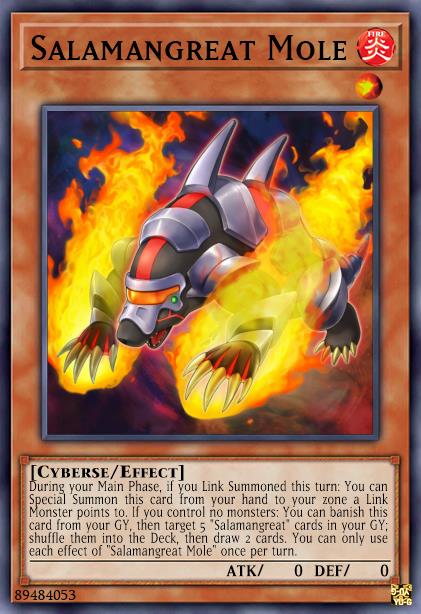 SALAMANGREAT MOLE
FIRE
炎
[CYBERSE/EFFECT]
During your Main Phase, if you Link Summoned this turn: You can
Special Summon this card from your hand to your zone a Link
Monster points to. If you control no monsters: You can banish this
card from your GY, then target 5 "Salamangreat" cards in your GY;
shuffle them into the Deck, then draw 2 cards. You can only use
each effect of "Salamangreat Mole" once per turn.
ATK/ 0 DEF/ 0
89484053